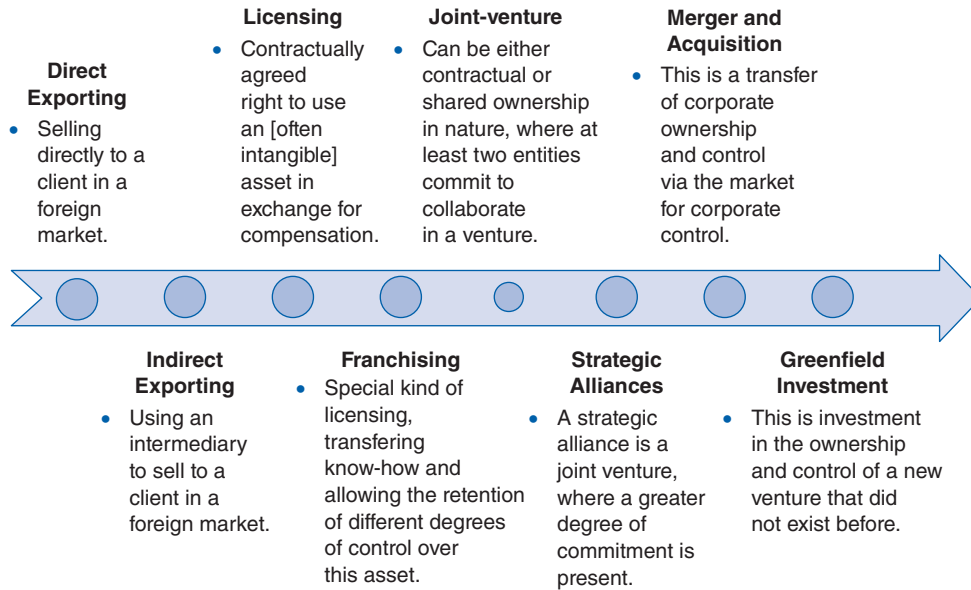 Direct
Exporting
• Selling
directly to a
client in a
foreign
market.
Licensing
• Contractually
agreed
right to use
an [often
intangible]
asset in
exchange for
compensation.
Joint-venture
• Can be either
contractual or
shared ownership
in nature, where at
least two entities
commit to
collaborate
in a venture.
Merger and
Acquisition
• This is a transfer
of corporate
ownership
and control
via the market
for corporate
control.
Indirect
Exporting
• Using an
intermediary
to sell to a
client in a
foreign market.
Franchising
• Special kind of
licensing,
transfering
know-how and
allowing the retention
of different degrees
of control over
this asset.
Strategic
Alliances
• A strategic
alliance is a
joint venture,
where a greater
degree of
commitment is
present.
Greenfield
Investment
• This is investment
in the ownership
and control of a new
venture that did
not exist before.